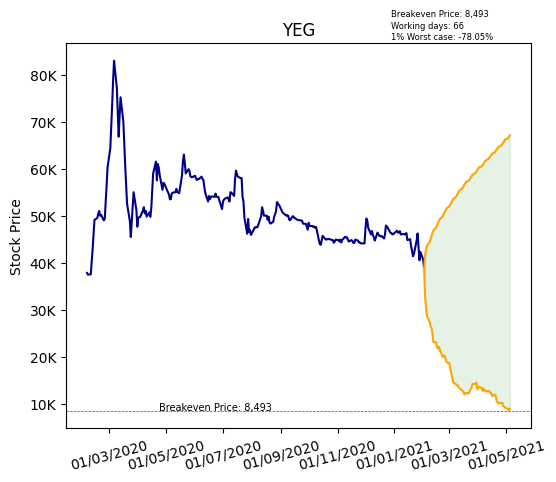 Breakeven Price: 8,493
Working days: 66
1% Worst case: -78.05%
YEG
Stock Price
80K
70K
60K
50K
40K
30K
20K
10K
Breakeven Price: 8,493
01/03/2020
01/05/2020
01/07/2020
01/09/2020
01/11/2020
01/01/2021
01/03/2021
01/05/2021